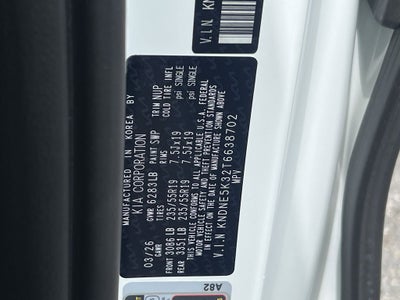 MANUFACTURED IN KOREA BY
KIA CORPORATION
03/26 GVWR 6283LB PAINT SWP TRIM NUP
GAWR TIRES RIMS COLD TIRE INFL
FRONT 3086LB 235/55R19 7.5Jx19 psi SINGLE
REAR 3351LB 235/55R19 7.5Jx19 psi SINGLE
THIS VEHICLE CONFORMS TO ALL APPLICABLE U.S.A. FEDERAL
MOTOR VEHICLE SAFETY AND THEFT PREVENTION STANDARDS
IN EFFECT ON THE DATE OF MANUFACTURE SHOWN ABOVE
V.I.N KNDNE5K32T6638702
MPV
V.I.N. KN
A82